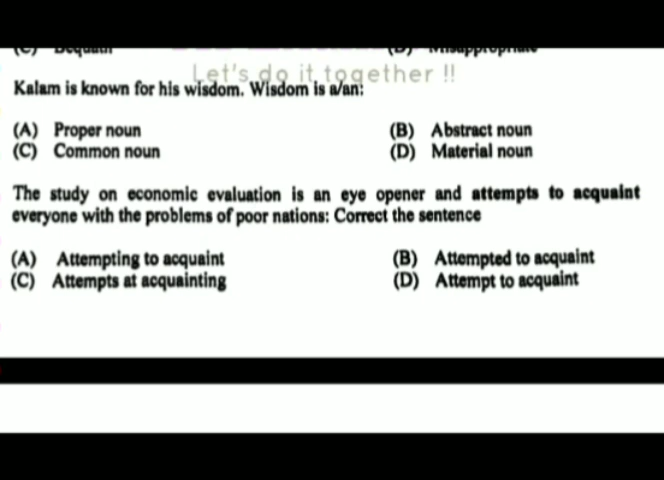 Let's do it together !!
Kalam is known for his wisdom. Wisdom is a/an:
(A) Proper noun (B) Abstract noun
(C) Common noun (D) Material noun
The study on economic evaluation is an eye opener and attempts to acquaint
everyone with the problems of poor nations: Correct the sentence
(A) Attempting to acquaint (B) Attempted to acquaint
(C) Attempts at acquainting (D) Attempt to acquaint